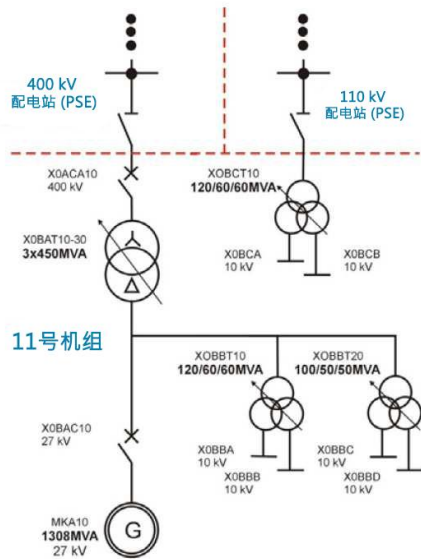 400 kV
配电站 (PSE)
110 kV
配电站 (PSE)
X0ACA10
400 kV
XOBCT10
120/60/60MVA
X0BAT10-30
3x450MVA
X0BCA
10 kV
X0BCB
10 kV
11号机组
XOBBT10
120/60/60MVA
XOBBT20
100/50/50MVA
X0BAC10
27 kV
X0BBA
10 kV
X0BBB
10 kV
X0BBC
10 kV
X0BBD
10 kV
MKA10
1308MVA
27 kV
G